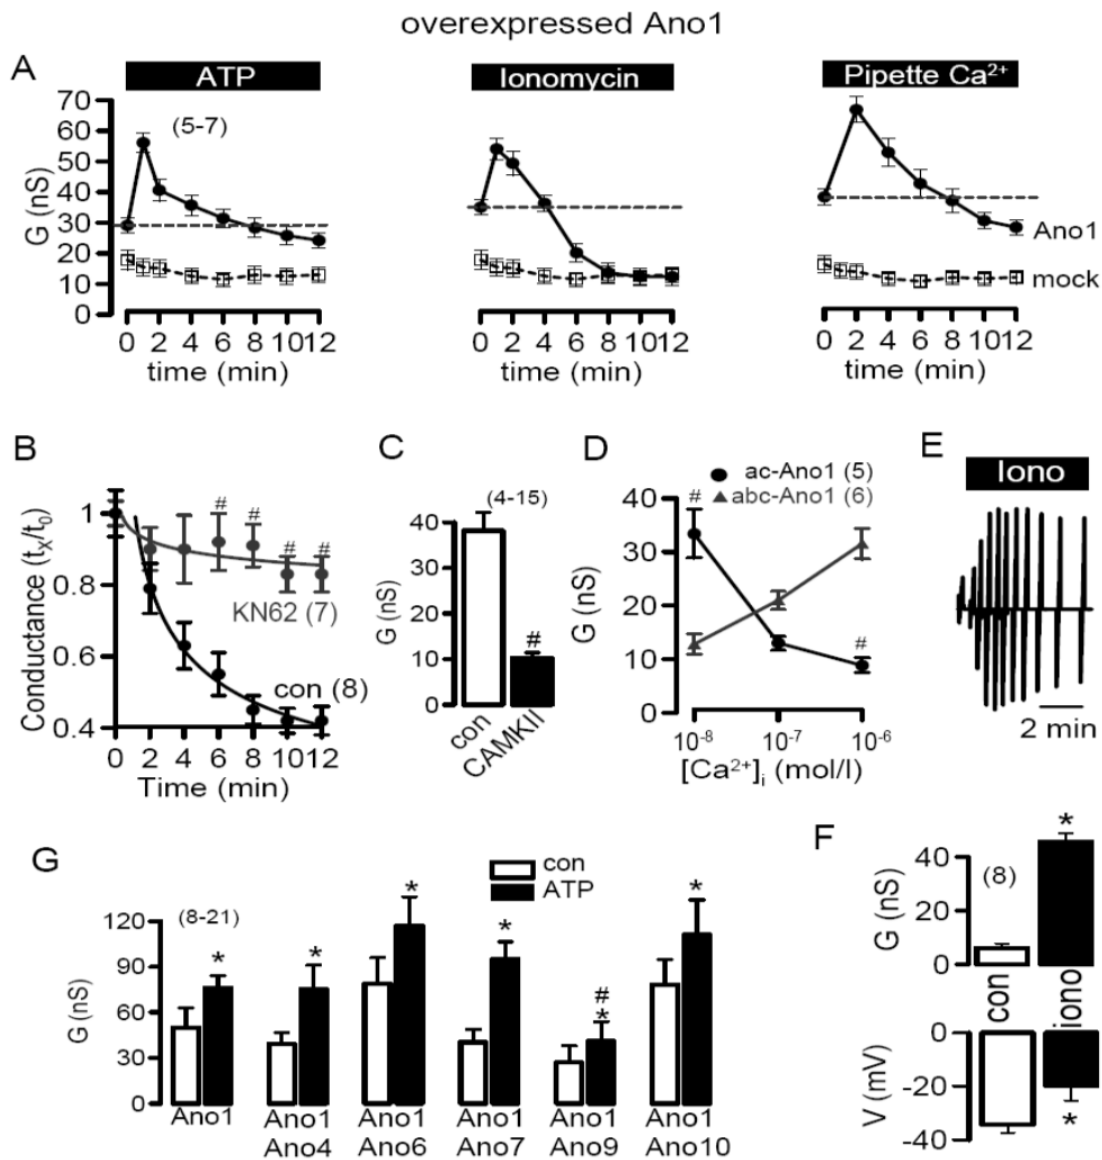 overexpressed Ano1
A
ATP
Ionomycin
Pipette Ca²⁺
G (nS)
70
60
50
40
30
20
10
0
(5-7)
Ano1
mock
0 2 4 6 8 10 12
0 2 4 6 8 10 12
0 2 4 6 8 10 12
time (min)
time (min)
time (min)
B
Conductance (tₓ/t₀)
1
0.8
0.6
0.4
# # # #
KN62 (7)
con (8)
0 2 4 6 8 10 12
Time (min)
C
(4-15)
G (nS)
40
30
20
10
0
#
con
CAMKII
D
ac-Ano1 (5)
abc-Ano1 (6)
G (nS)
40
30
20
10
0
#
#
10⁻⁸ 10⁻⁷ 10⁻⁶
[Ca²⁺]ᵢ (mol/l)
E
Iono
2 min
G
con
ATP
(8-21)
G (nS)
120
90
60
30
0
* * * * # * *
Ano1 Ano1 Ano1 Ano1 Ano1 Ano1
Ano4 Ano6 Ano7 Ano9 Ano10
F
G (nS)
40
20
0
(8)
*
con
iono
V (mV)
0
-20
-40
*